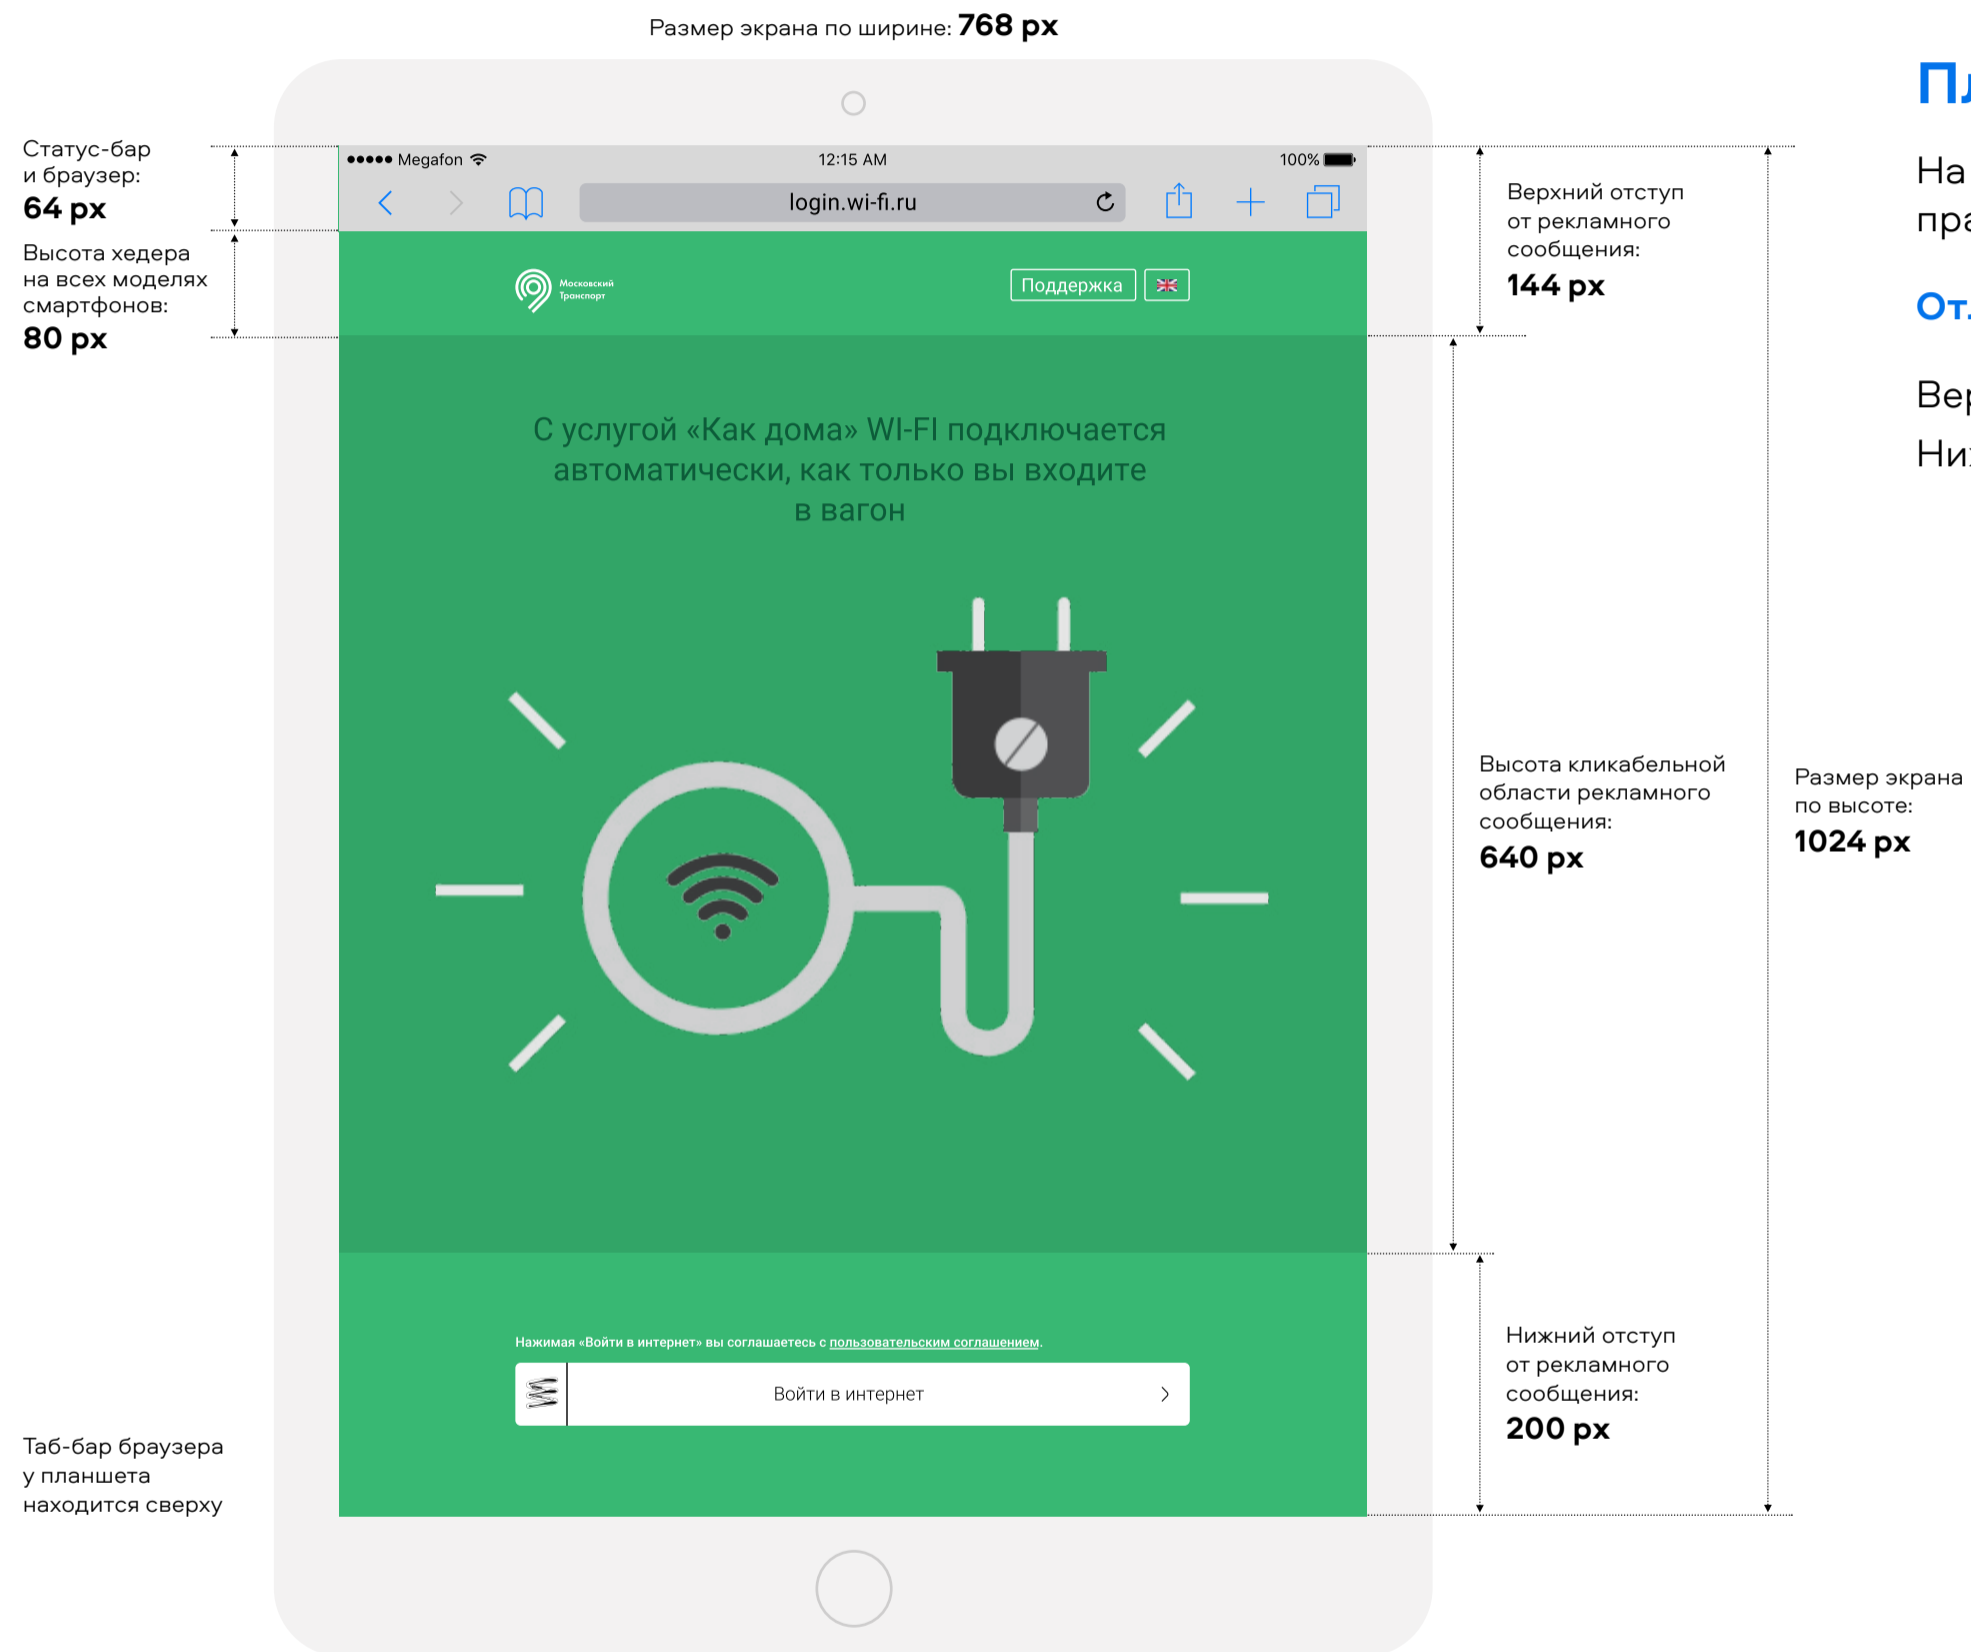 Размер экрана по ширине: 768 px
Статус-бар
и браузер:
64 px
Высота хедера
на всех моделях
смартфонов:
80 px
Megafon
12:15 AM
100%
login.wi-fi.ru
Московский
Транспорт
Поддержка
С услугой «Как дома» WI-FI подключается
автоматически, как только вы входите
в вагон
Нажимая «Войти в интернет» вы соглашаетесь с пользовательским соглашением.
Войти в интернет
Таб-бар браузера
у планшета
находится сверху
Верхний отступ
от рекламного
сообщения:
144 px
Высота кликабельной
области рекламного
сообщения:
640 px
Нижний отступ
от рекламного
сообщения:
200 px
Размер экрана
по высоте:
1024 px
На